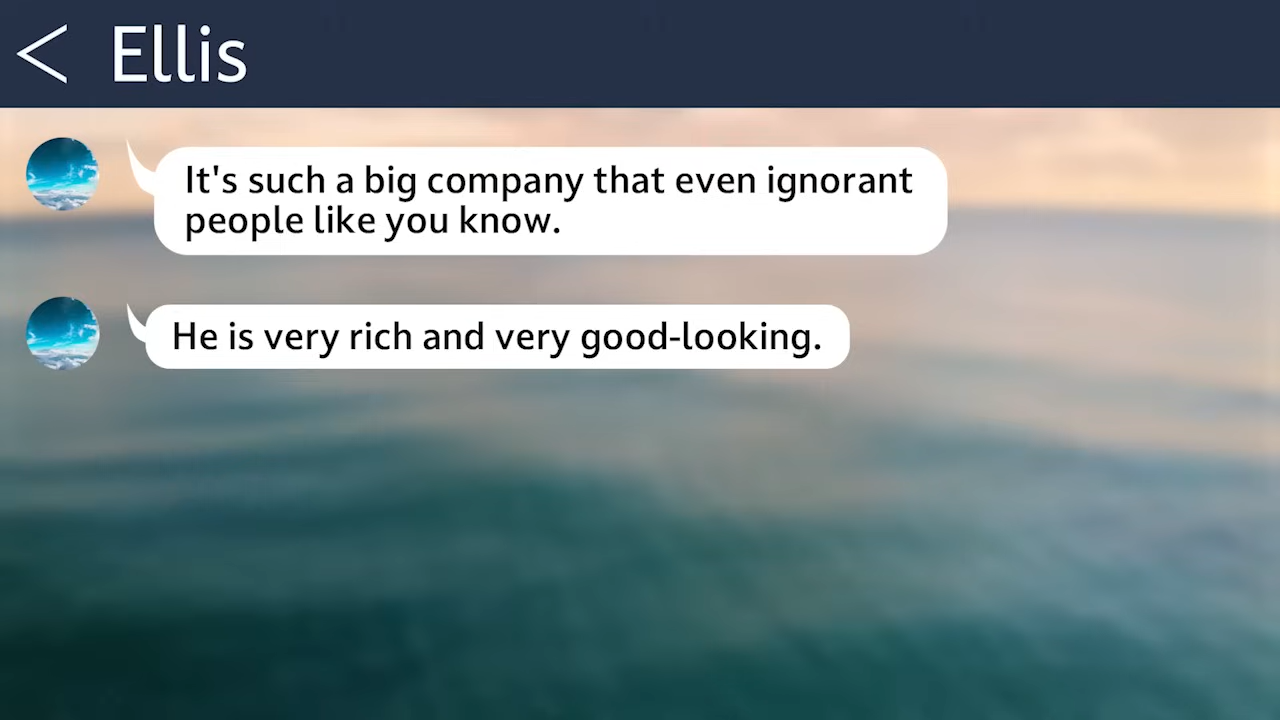 Ellis
It's such a big company that even ignorant
people like you know.
He is very rich and very good-looking.